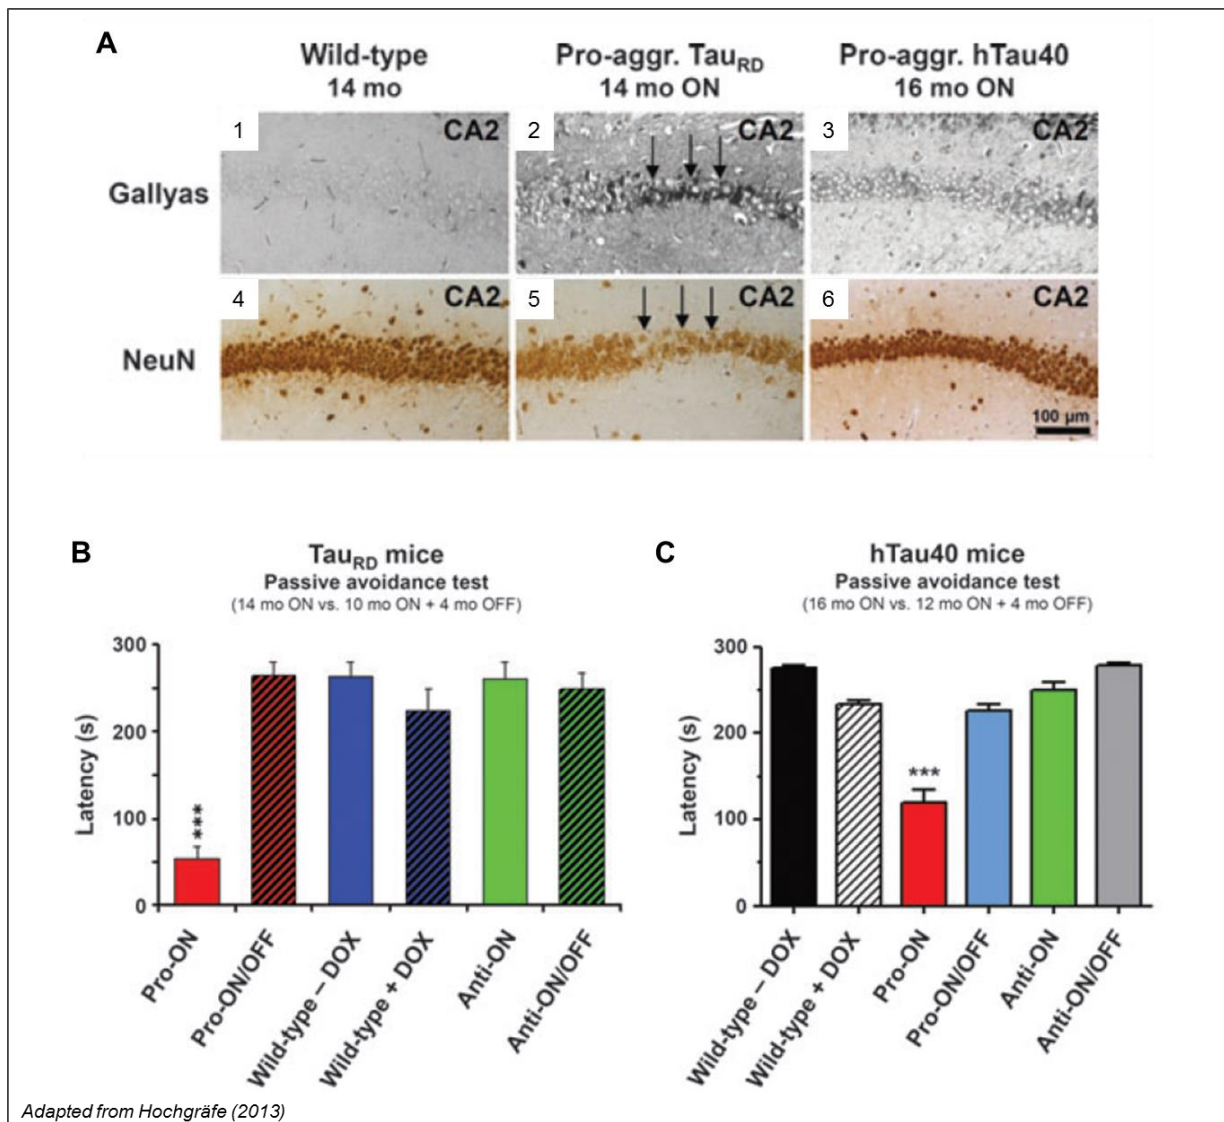 A
Wild-type
14 mo
Pro-aggr. TauRD
14 mo ON
Pro-aggr. hTau40
16 mo ON
Gallyas
1
CA2
2
CA2
3
CA2
NeuN
4
CA2
5
CA2
6
CA2
100 μm
B
TauRD mice
Passive avoidance test
(14 mo ON vs. 10 mo ON + 4 mo OFF)
Latency (s)
300
200
100
0
***
Pro-ON
Pro-ON/OFF
Wild-type – DOX
Wild-type + DOX
Anti-ON
Anti-ON/OFF
C
hTau40 mice
Passive avoidance test
(16 mo ON vs. 12 mo ON + 4 mo OFF)
Latency (s)
300
200
100
0
***
Wild-type – DOX
Wild-type + DOX
Pro-ON
Pro-ON/OFF
Anti-ON
Anti-ON/OFF
Adapted from Hochgräfe (2013)